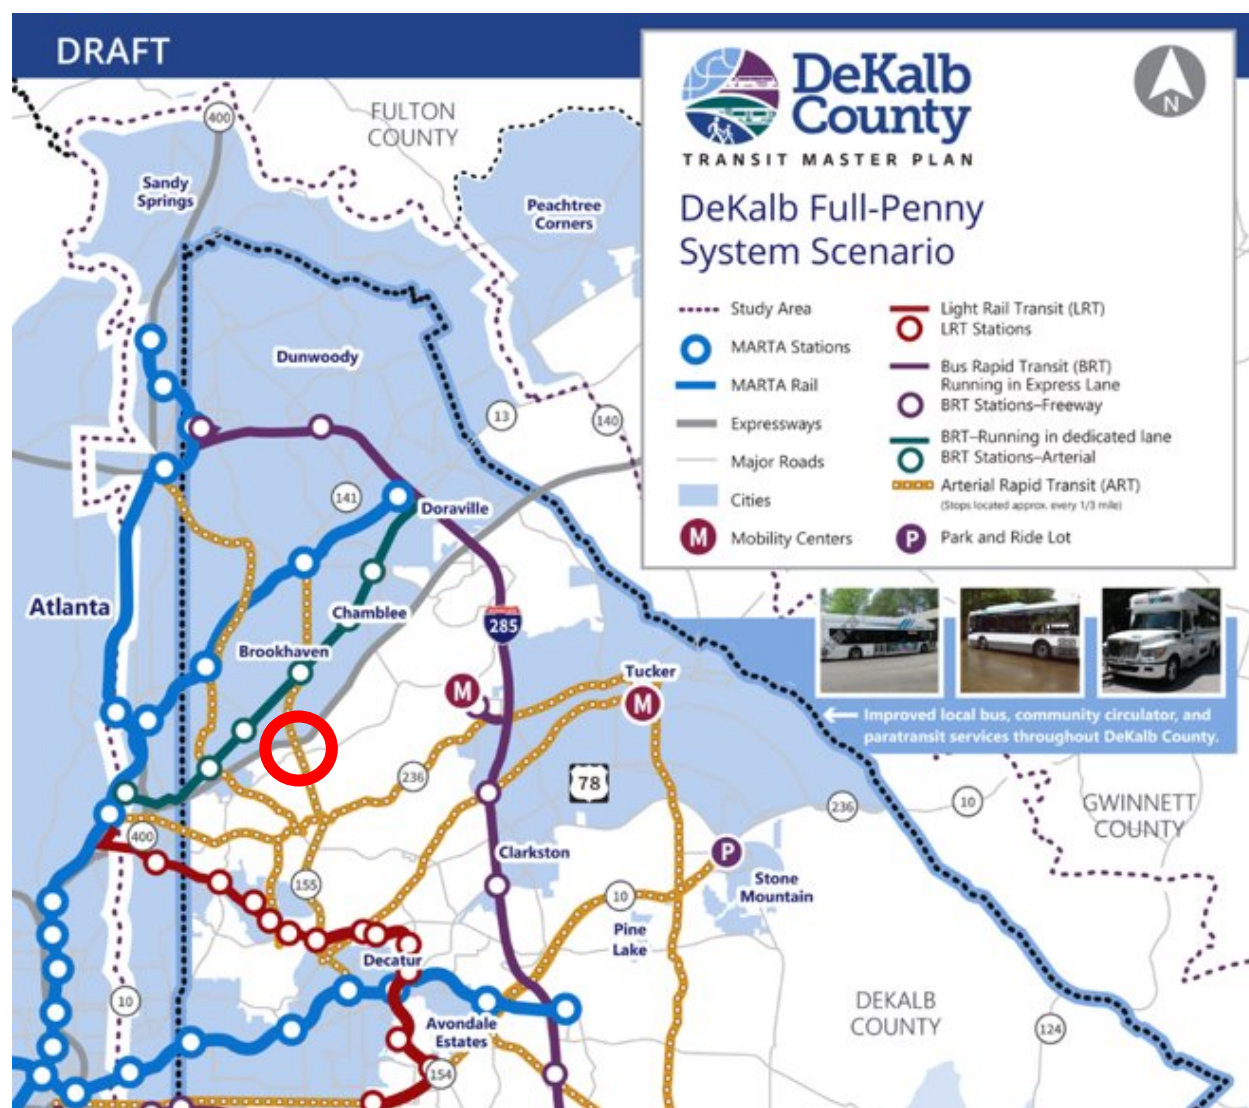 DRAFT
DeKalb
County
TRANSIT MASTER PLAN
N
DeKalb Full-Penny
System Scenario
Study Area
MARTA Stations
MARTA Rail
Expressways
Major Roads
Cities
M Mobility Centers
Light Rail Transit (LRT)
LRT Stations
Bus Rapid Transit (BRT)
Running in Express Lane
BRT Stations–Freeway
BRT–Running in dedicated lane
BRT Stations–Arterial
Arterial Rapid Transit (ART)
(Stops located approx. every 1/3 mile)
P Park and Ride Lot
400
FULTON
COUNTY
Sandy
Springs
Peachtree
Corners
Dunwoody
13
140
141
Doraville
Atlanta
Chamblee
285
Brookhaven
Tucker
M
M
Improved local bus, community circulator, and
paratransit services throughout DeKalb County.
236
78
236
10
GWINNETT
COUNTY
400
Clarkston
P
155
Stone
Mountain
10
Pine
Lake
Decatur
10
DEKALB
COUNTY
Avondale
Estates
124
154